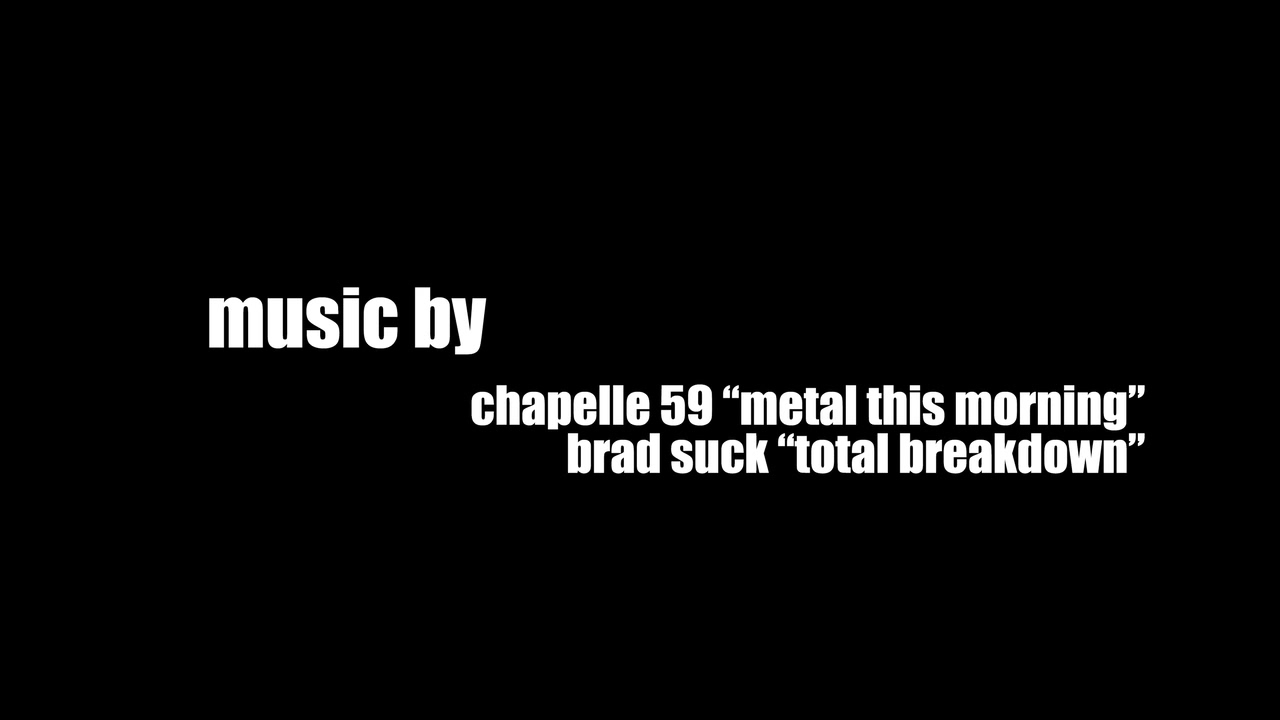 music by
chapelle 59 “metal this morning”
brad suck “total breakdown”